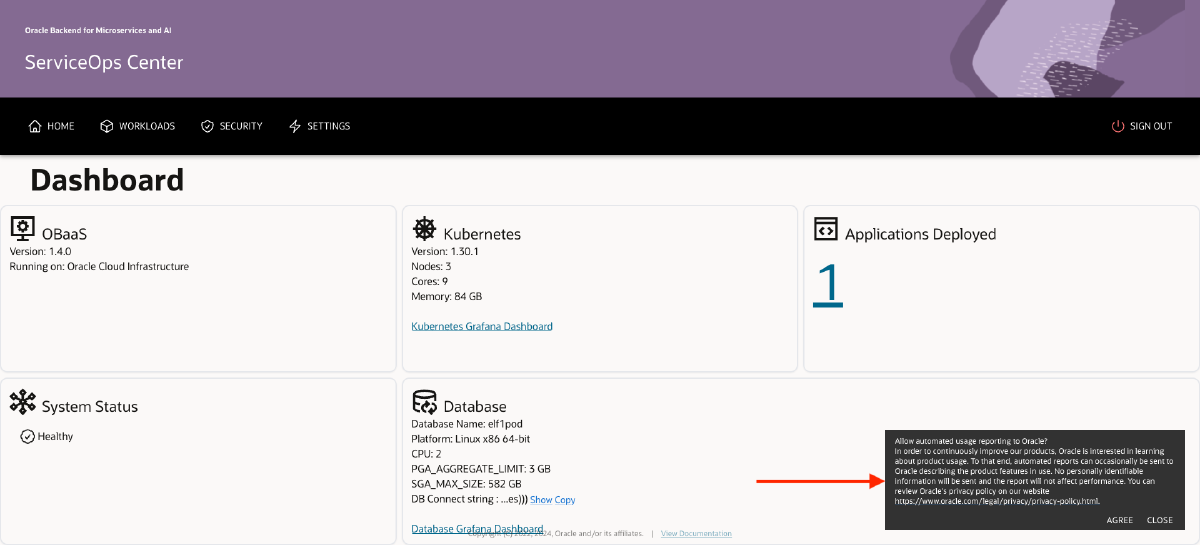 Oracle Backend for Microservices and AI
ServiceOps Center
HOME
WORKLOADS
SECURITY
SETTINGS
SIGN OUT
Dashboard
OBaaS
Version: 1.4.0
Running on: Oracle Cloud Infrastructure
Kubernetes
Version: 1.30.1
Nodes: 3
Cores: 9
Memory: 84 GB
Kubernetes Grafana Dashboard
Applications Deployed
1
System Status
Healthy
Database
Database Name: elf1pod
Platform: Linux x86 64-bit
CPU: 2
PGA_AGGREGATE_LIMIT: 3 GB
SGA_MAX_SIZE: 582 GB
DB Connect string : ...es))) Show Copy
Database Grafana Dashboard
Copyright (c) 2022, 2024, Oracle and/or its affiliates. | View Documentation
Allow automated usage reporting to Oracle?
In order to continuously improve our products, Oracle is interested in learning
about product usage. To that end, automated reports can occasionally be sent to
Oracle describing the product features in use. No personally identifiable
information will be sent and the report will not affect performance. You can
review Oracle's privacy policy on our website
https://www.oracle.com/legal/privacy/privacy-policy.html.
AGREE CLOSE